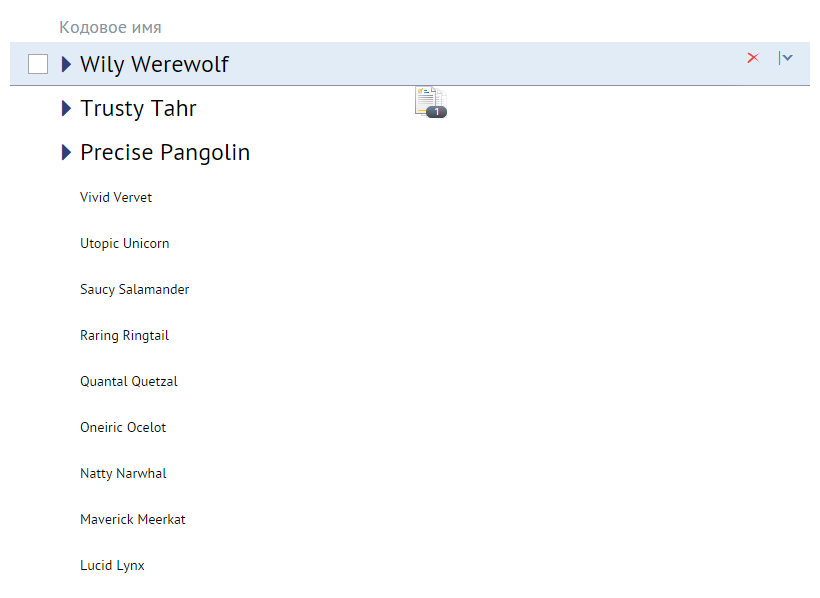 Кодовое имя
Wily Werewolf
Trusty Tahr
1
Precise Pangolin
Vivid Vervet
Utopic Unicorn
Saucy Salamander
Raring Ringtail
Quantal Quetzal
Oneiric Ocelot
Natty Narwhal
Maverick Meerkat
Lucid Lynx